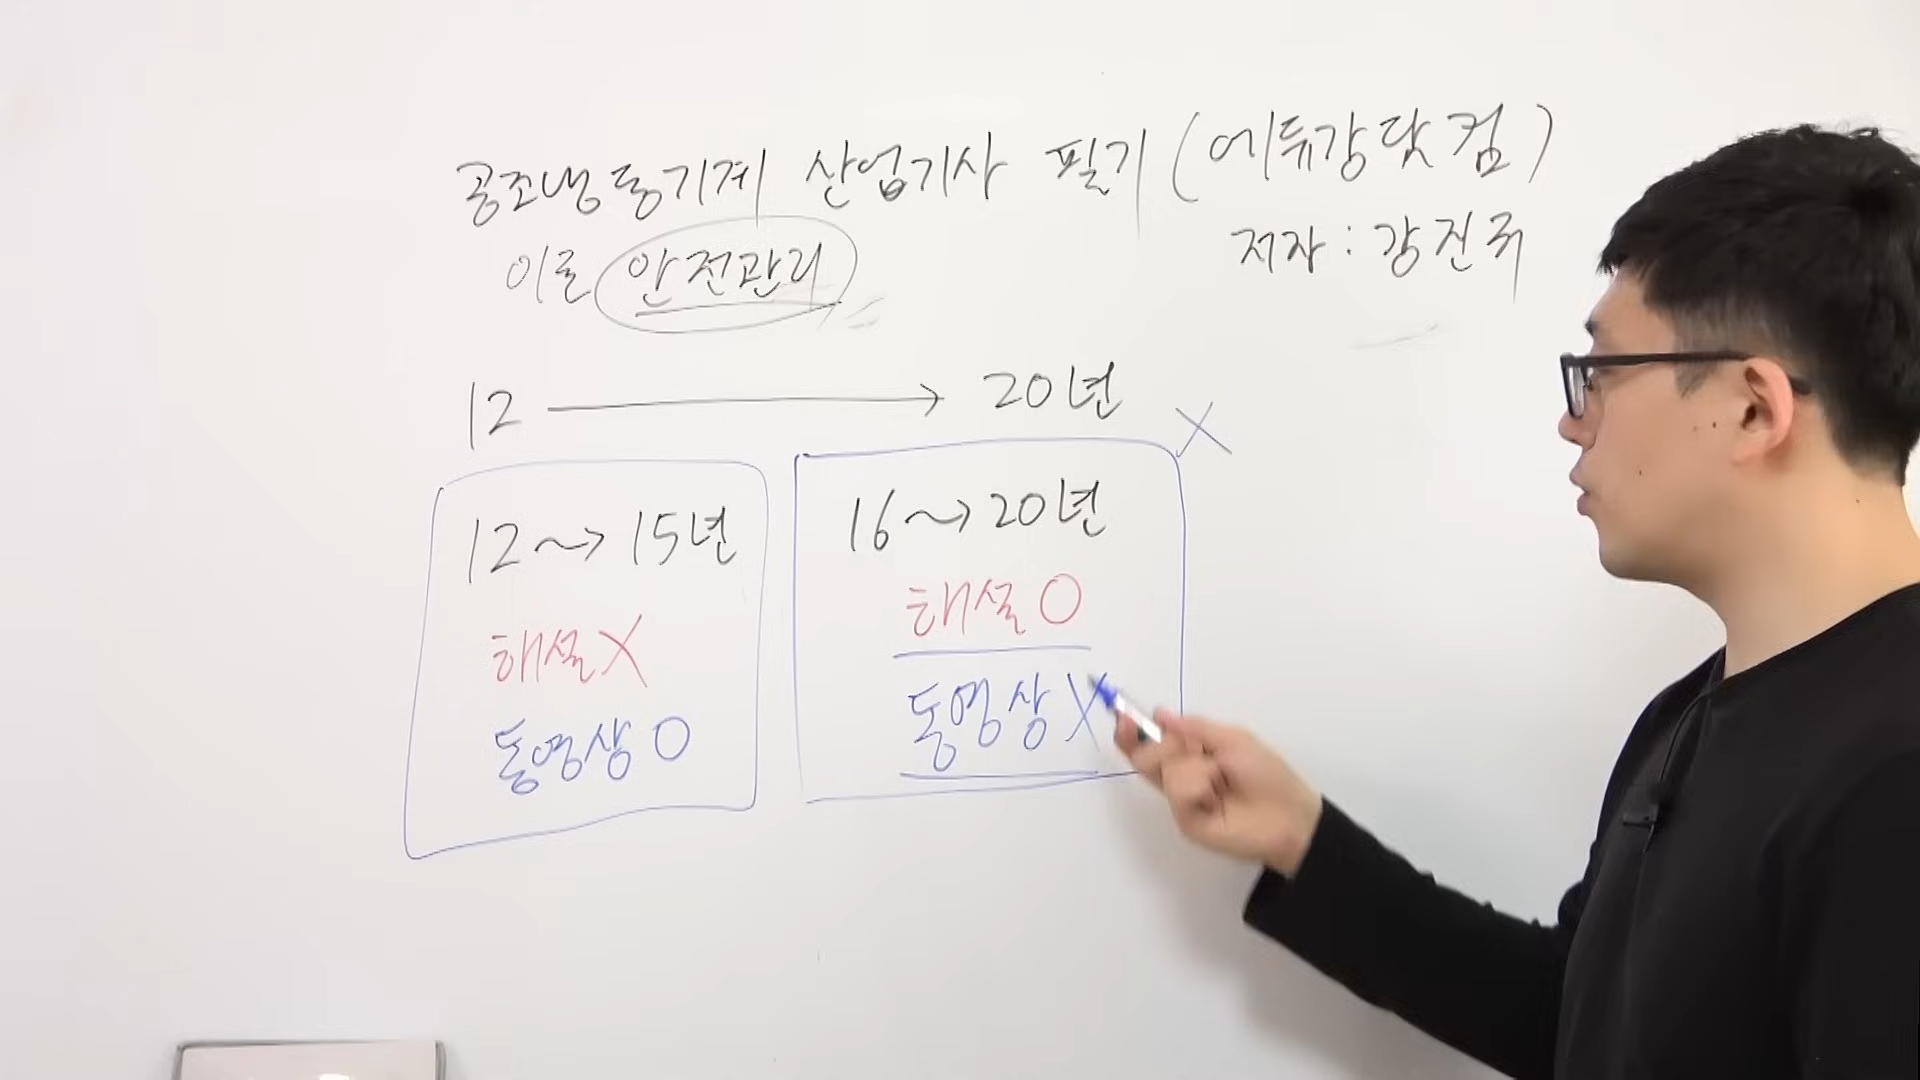 공조냉동기계 산업기사 필기 (에듀강닷컴)
이론 안전관리
저자 : 강진규
12 → 20년
X
12 ~> 15년
해설 X
동영상 O
16 ~> 20년
해설 O
동영상 X